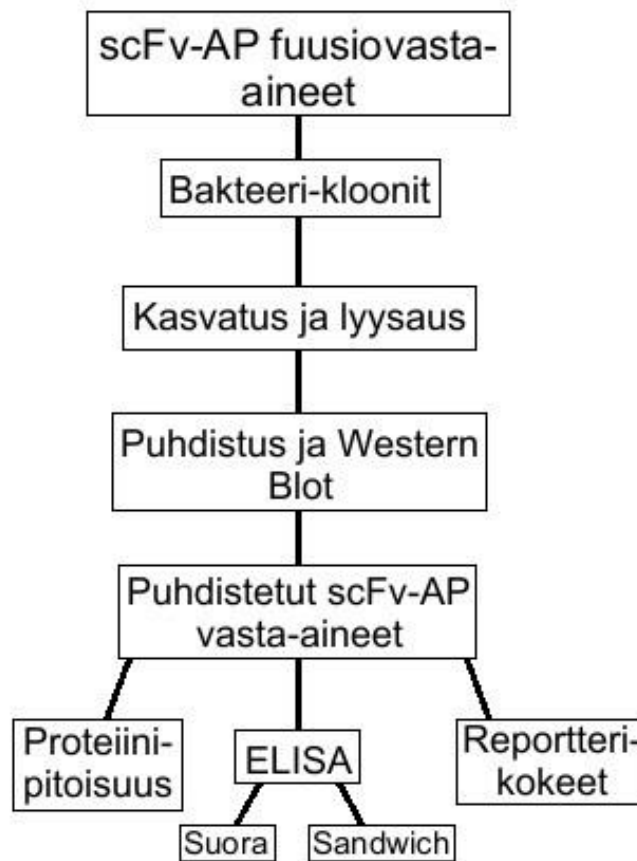 scFv-AP fuusiovasta-
aineet
Bakteeri-kloonit
Kasvatus ja lyysaus
Puhdistus ja Western
Blot
Puhdistetut scFv-AP
vasta-aineet
Proteiini-
pitoisuus
ELISA
Reportteri-
kokeet
Suora
Sandwich